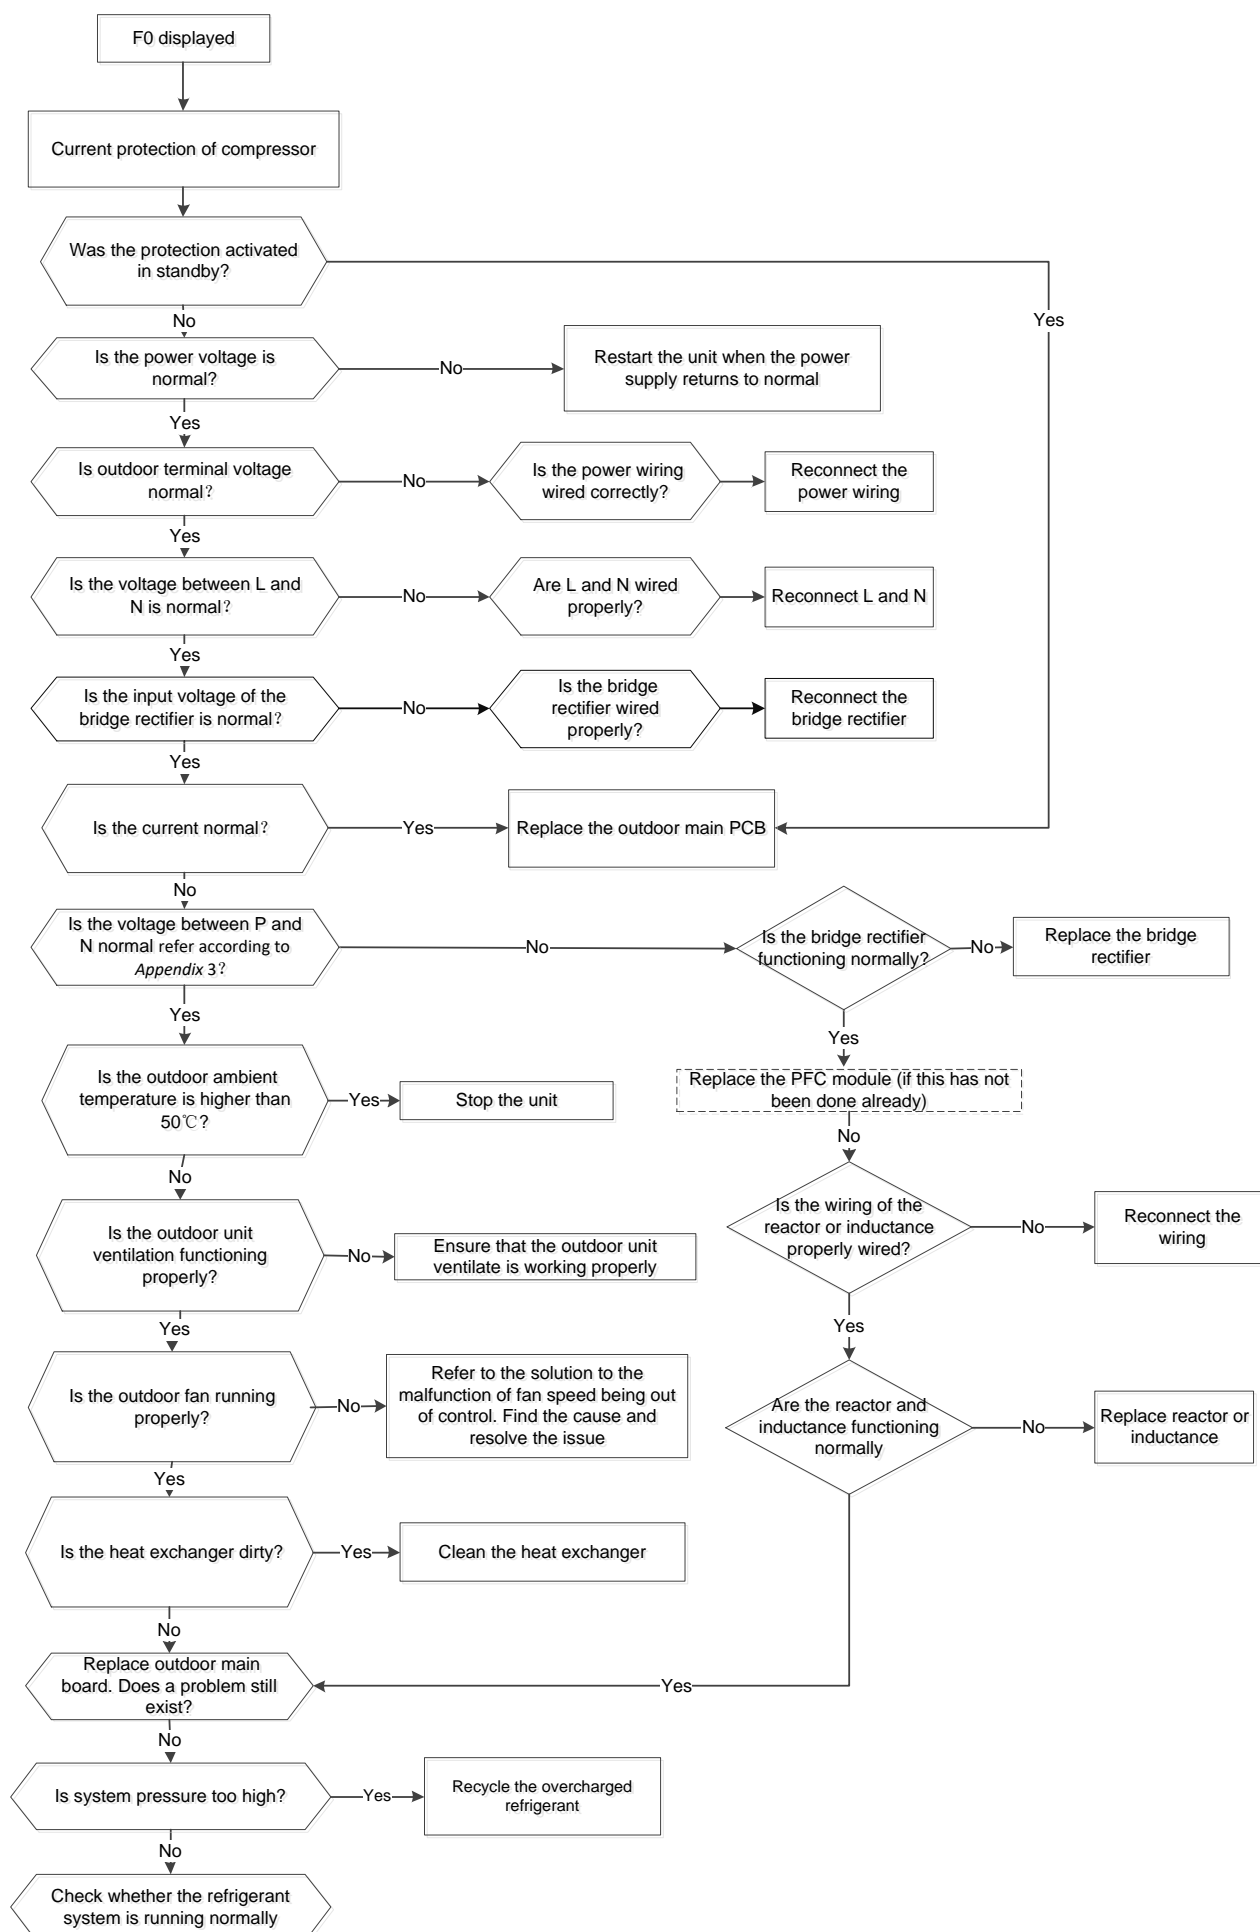 F0 displayed
Current protection of compressor
Was the protection activated
in standby?
Yes
No
Is the power voltage is
normal?
No
Restart the unit when the power
supply returns to normal
Yes
Is outdoor terminal voltage
normal?
No
Is the power wiring
wired correctly?
Reconnect the
power wiring
Yes
Is the voltage between L and
N is normal?
No
Are L and N wired
properly?
Reconnect L and N
Yes
Is the input voltage of the
bridge rectifier is normal?
No
Is the bridge
rectifier wired
properly?
Reconnect the
bridge rectifier
Yes
Is the current normal?
Yes
Replace the outdoor main PCB
No
Is the voltage between P and
N normal refer according to
Appendix 3?
No
Is the bridge rectifier
functioning normally?
No
Replace the bridge
rectifier
Yes
Yes
Replace the PFC module (if this has not
been done already)
Is the outdoor ambient
temperature is higher than
50℃?
Yes
Stop the unit
No
No
Is the wiring of the
reactor or inductance
properly wired?
No
Reconnect the
wiring
Is the outdoor unit
ventilation functioning
properly?
No
Ensure that the outdoor unit
ventilate is working properly
Yes
Yes
Is the outdoor fan running
properly?
No
Refer to the solution to the
malfunction of fan speed being out
of control. Find the cause and
resolve the issue
Are the reactor and
inductance functioning
normally
No
Replace reactor or
inductance
Yes
Is the heat exchanger dirty?
Yes
Clean the heat exchanger
No
Replace outdoor main
board. Does a problem still
exist?
Yes
No
Is system pressure too high?
Yes
Recycle the overcharged
refrigerant
No
Check whether the refrigerant
system is running normally